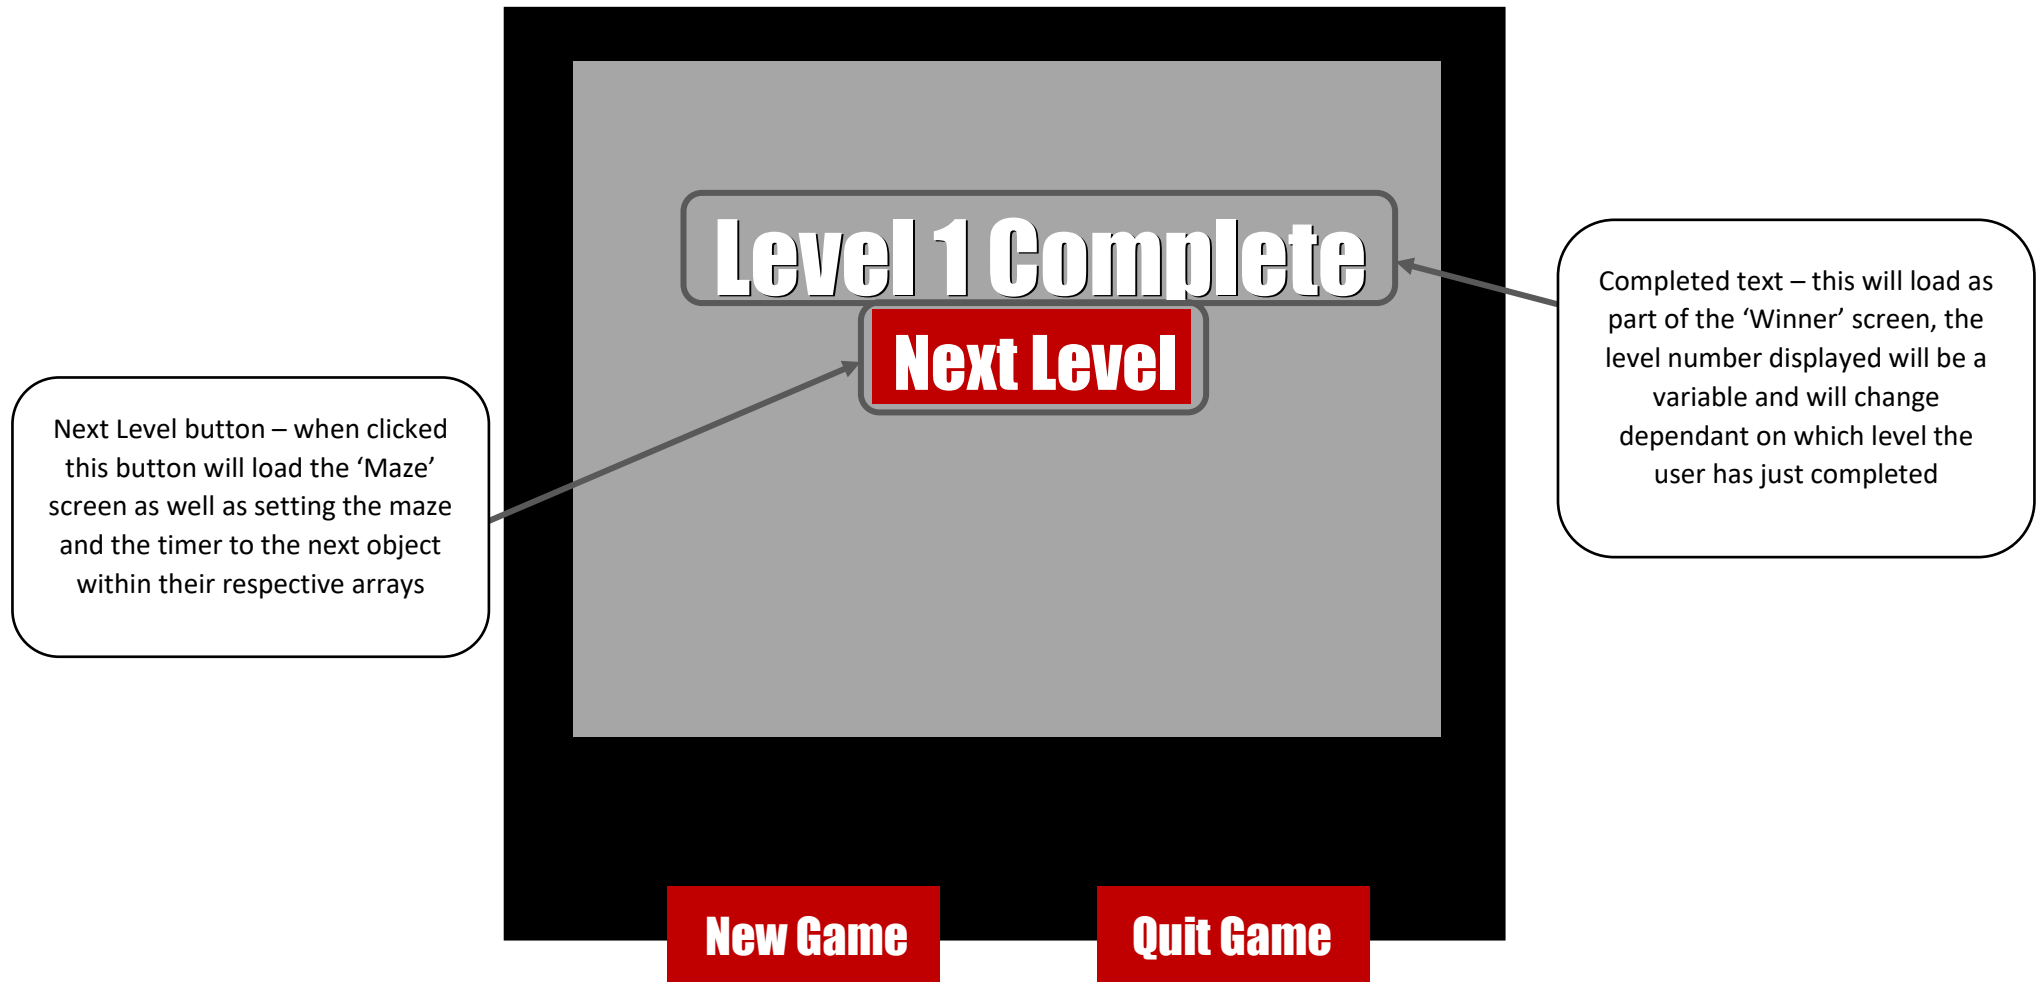 Level 1 Complete
Next Level
Next Level button – when clicked
this button will load the ‘Maze’
screen as well as setting the maze
and the timer to the next object
within their respective arrays
Completed text – this will load as
part of the ‘Winner’ screen, the
level number displayed will be a
variable and will change
dependant on which level the
user has just completed
New Game
Quit Game